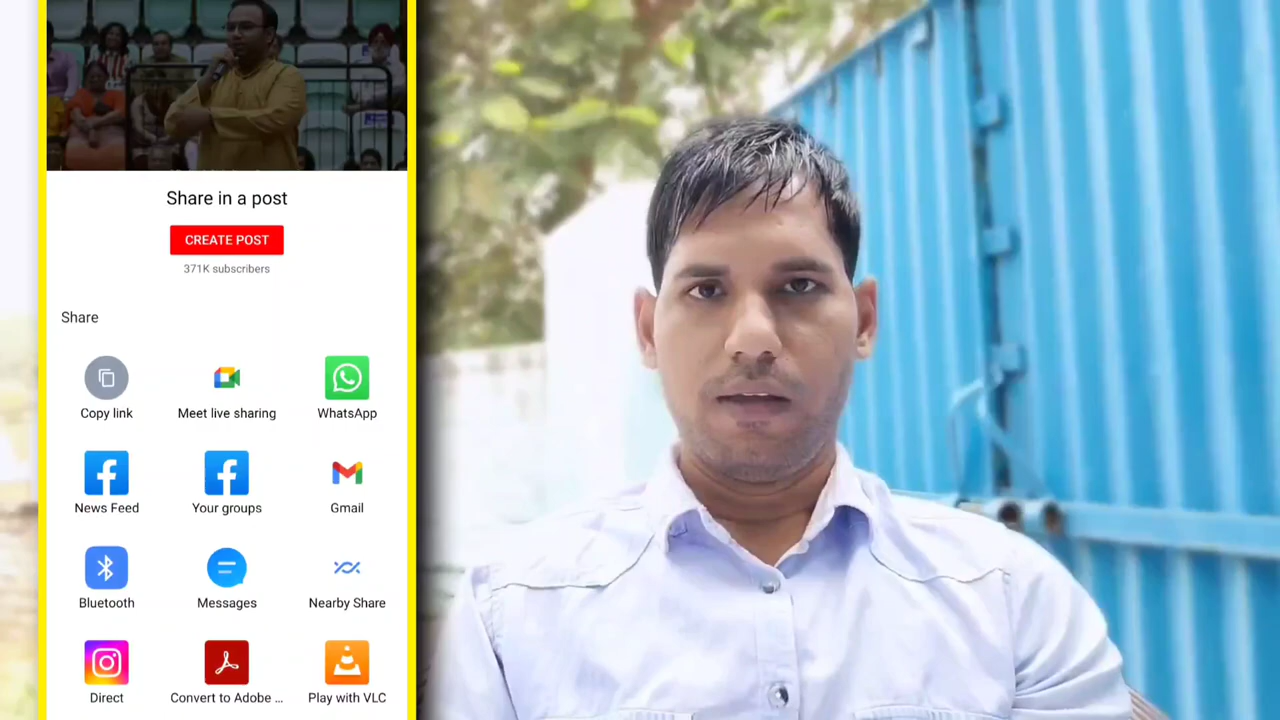 Share in a post
CREATE POST
371K subscribers
Share
Copy link
Meet live sharing
WhatsApp
News Feed
Your groups
Gmail
Bluetooth
Messages
Nearby Share
Direct
Convert to Adobe ...
Play with VLC